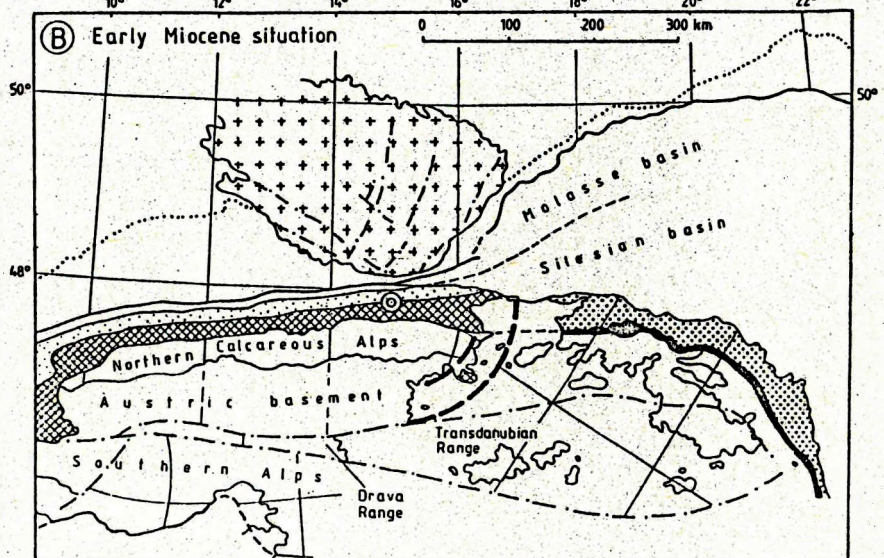 10° 12° 14° 16° 18° 20° 22°
B Early Miocene situation
0 100 200 300 km
50° 50°
Molasse basin
Silesian basin
48°
Northern Calcareous Alps
Austric basement
Transdanubian
Range
Southern Alps
Drava
Range